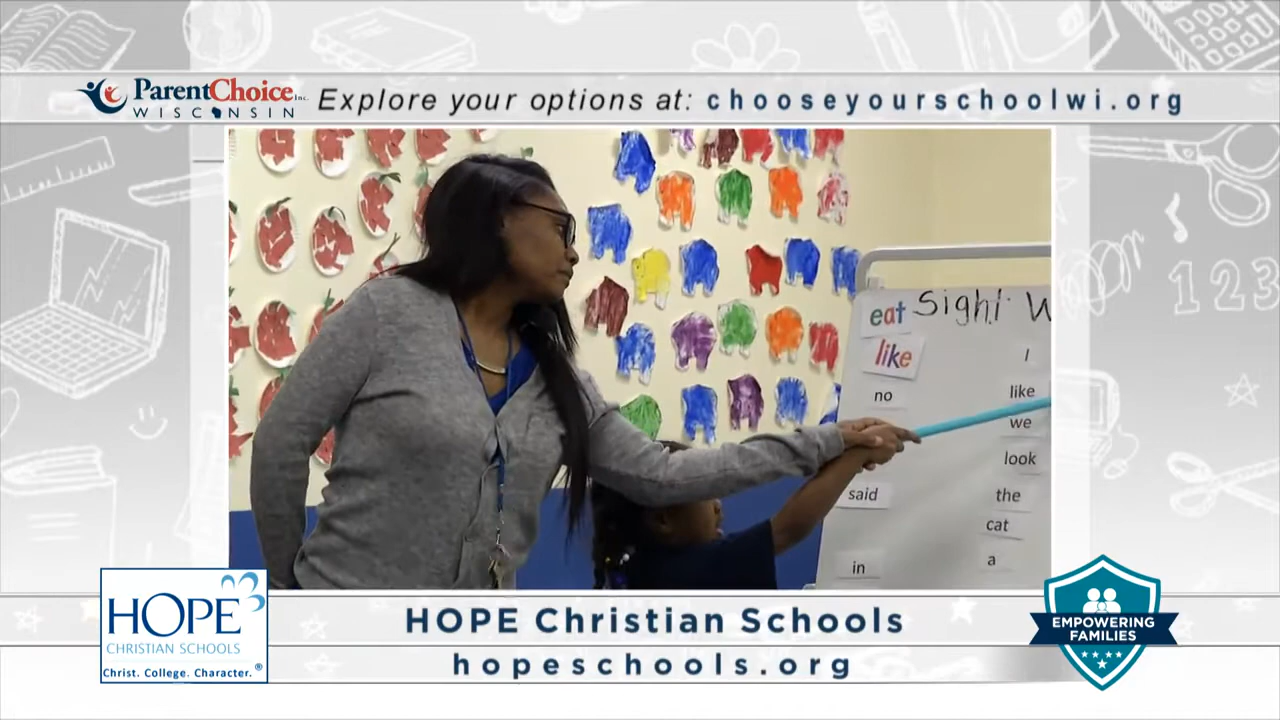 ParentChoice Inc.
WISCONSIN
Explore your options at: chooseyourschoolwi.org
123
eat Sight W
like
I
no
like
we
look
said
the
cat
in
a
HOPE
CHRISTIAN SCHOOLS
Christ. College. Character.®
HOPE Christian Schools
hopeschools.org
EMPOWERING
FAMILIES